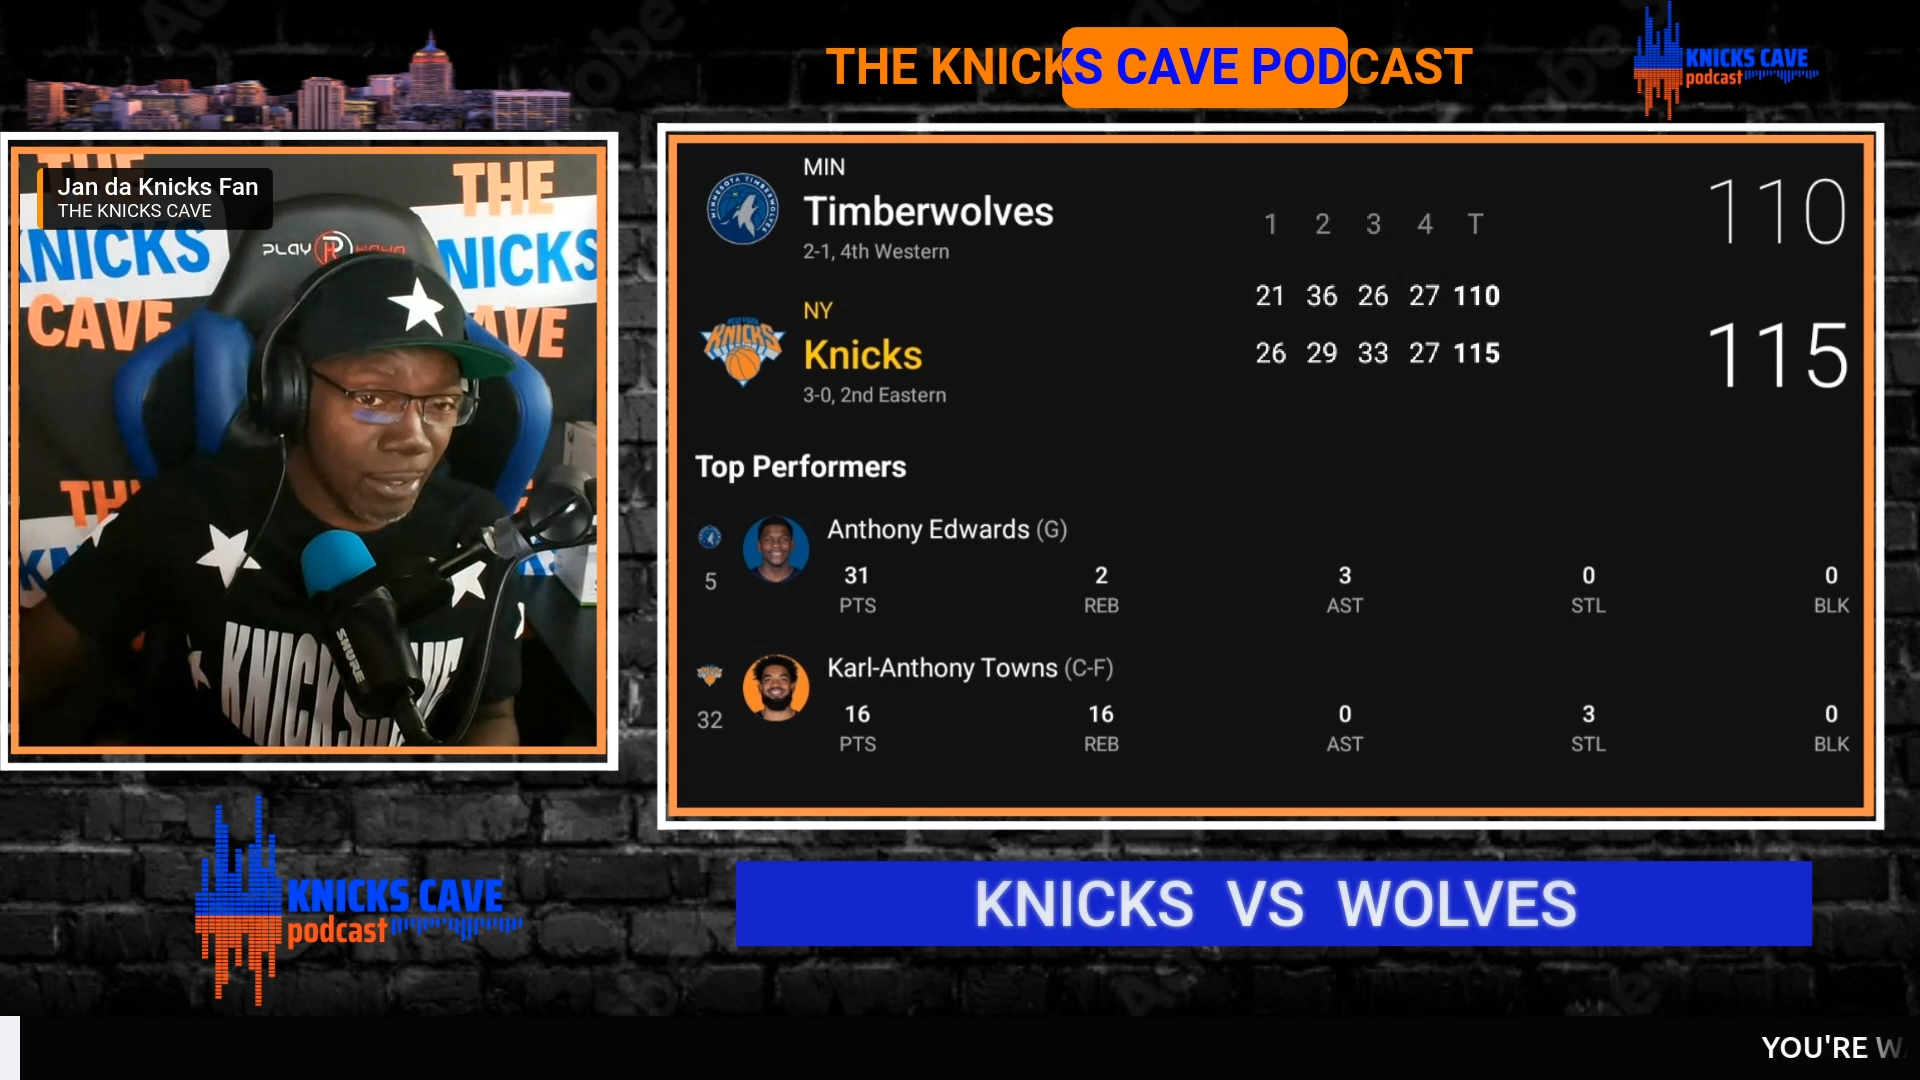 THE KNICKS CAVE PODCAST
KNICKS CAVE
podcast
Jan da Knicks Fan
THE KNICKS CAVE
THE
KNICKS
CAVE
PLAY
THE
KNICKS
CAVE
SHURE
MIN
Timberwolves
2-1, 4th Western
NY
Knicks
3-0, 2nd Eastern
1 2 3 4 T
21 36 26 27 110
26 29 33 27 115
110
115
Top Performers
Anthony Edwards (G)
5
31 2 3 0 0
PTS REB AST STL BLK
Karl-Anthony Towns (C-F)
32
16 16 0 3 0
PTS REB AST STL BLK
KNICKS CAVE
podcast
KNICKS VS WOLVES
YOU'RE W